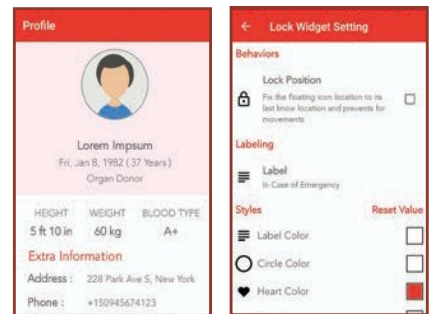 Profile
Lorem Impsum
Fri, Jan 8, 1982 ( 37 Years )
Organ Donor
HEIGHT WEIGHT BLOOD TYPE
5 ft 10 in 60 kg A+
Extra Information
Address : 228 Park Ave S, New York
Phone : +150945674123
Lock Widget Setting
Behaviors
Lock Position
Fix the floating icon location to its
last know location and prevents for
movements
Labeling
Label
In Case of Emergency
Styles Reset Value
Label Color
Circle Color
Heart Color